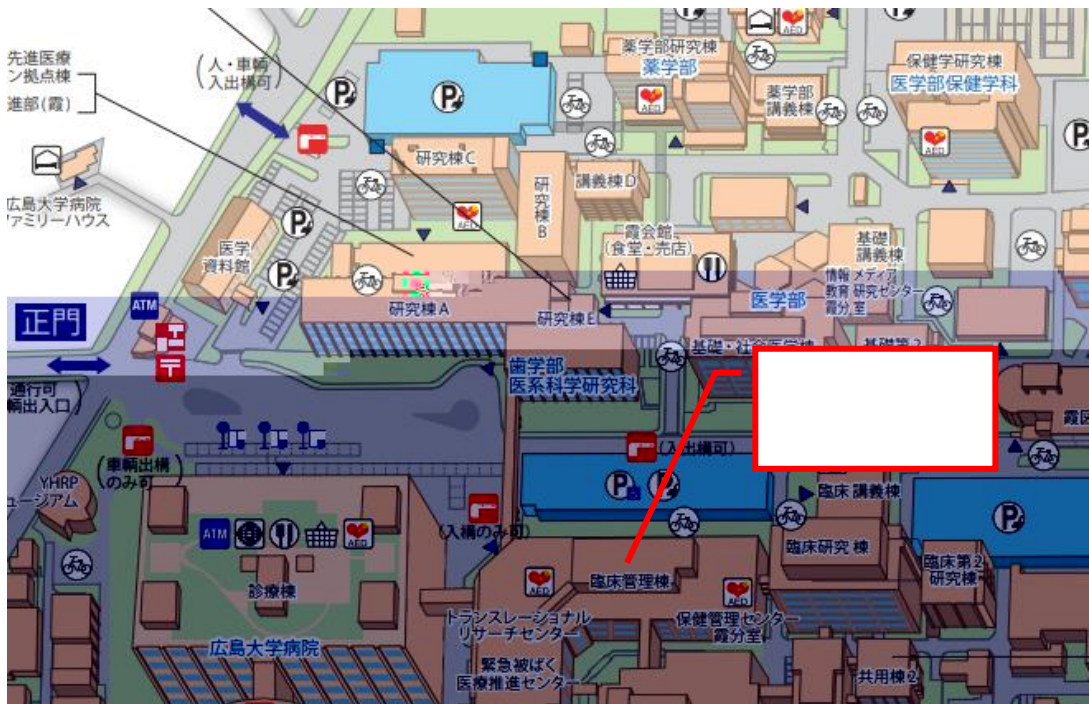 先進医療
ン拠点棟
進部(霞)
(人・車輌
入出構可)
薬学部研究棟
薬学部
AED
薬学部
講義棟
保健学研究棟
医学部保健学科
AED
広島大学病院
ァミリーハウス
研究棟C
AED
研究棟B
講義棟D
医学
資料館
霞会館
(食堂・売店)
基礎
講義棟
情報メディア
教育研究センター
霞分室
医学部
正門
ATM
研究棟A
研究棟E
基礎・社会医学棟
基礎第2
歯学部
医系科学研究科
通行可
輌出入口)
(車輌出構
のみ可)
(入出構可)
YHRP
ュージアム
(入構のみ可)
臨床講義棟
ATM
AED
診療棟
広島大学病院
AED
臨床管理棟
臨床研究棟
臨床第2
研究棟
トランスレーショナル
リサーチセンター
AED
保健管理センター
霞分室
緊急被ばく
医療推進センター
共用棟2